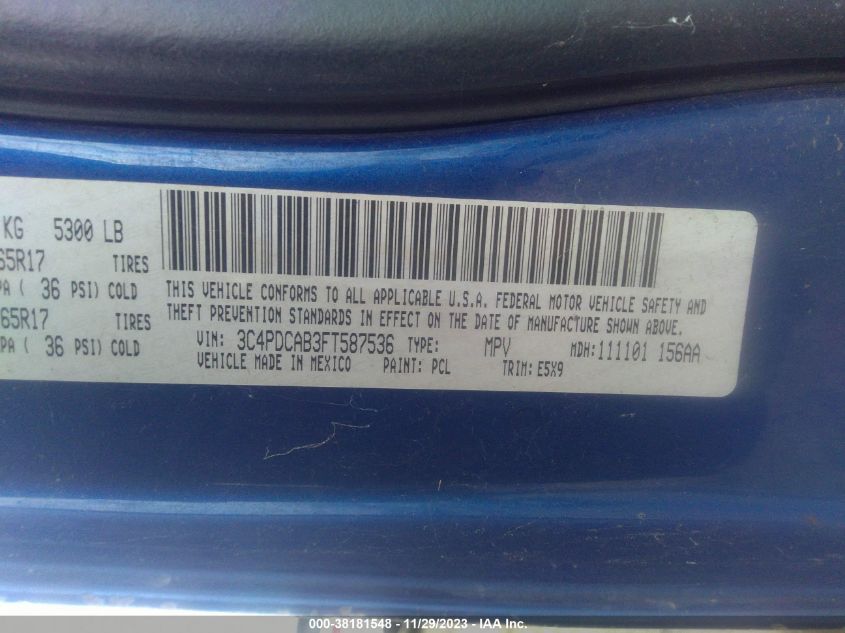 KG 5300 LB
65R17 TIRES
PA ( 36 PSI) COLD
65R17 TIRES
PA ( 36 PSI) COLD
THIS VEHICLE CONFORMS TO ALL APPLICABLE U.S.A. FEDERAL MOTOR VEHICLE SAFETY AND
THEFT PREVENTION STANDARDS IN EFFECT ON THE DATE OF MANUFACTURE SHOWN ABOVE.
VIN: 3C4PDCAB3FT587536 TYPE: MPV MDH:111101 156AA
VEHICLE MADE IN MEXICO PAINT: PCL TRIM: E5X9
000-38181548 - 11/29/2023 - IAA Inc.